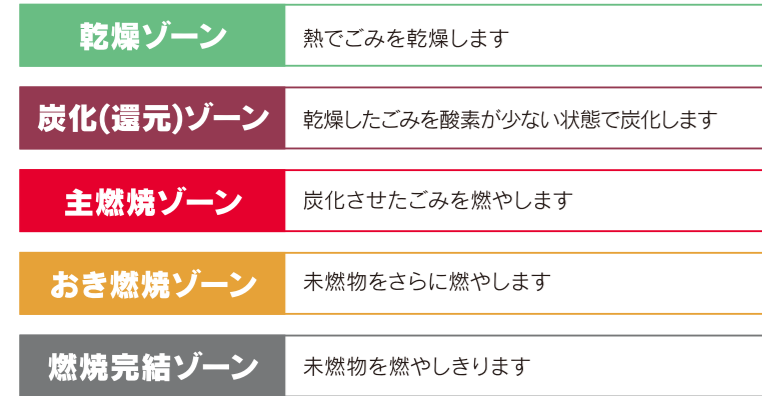 乾燥ゾーン
熱でごみを乾燥します
炭化(還元)ゾーン
乾燥したごみを酸素が少ない状態で炭化します
主燃焼ゾーン
炭化させたごみを燃やします
おき燃焼ゾーン
未燃物をさらに燃やします
燃焼完結ゾーン
未燃物を燃やしきります